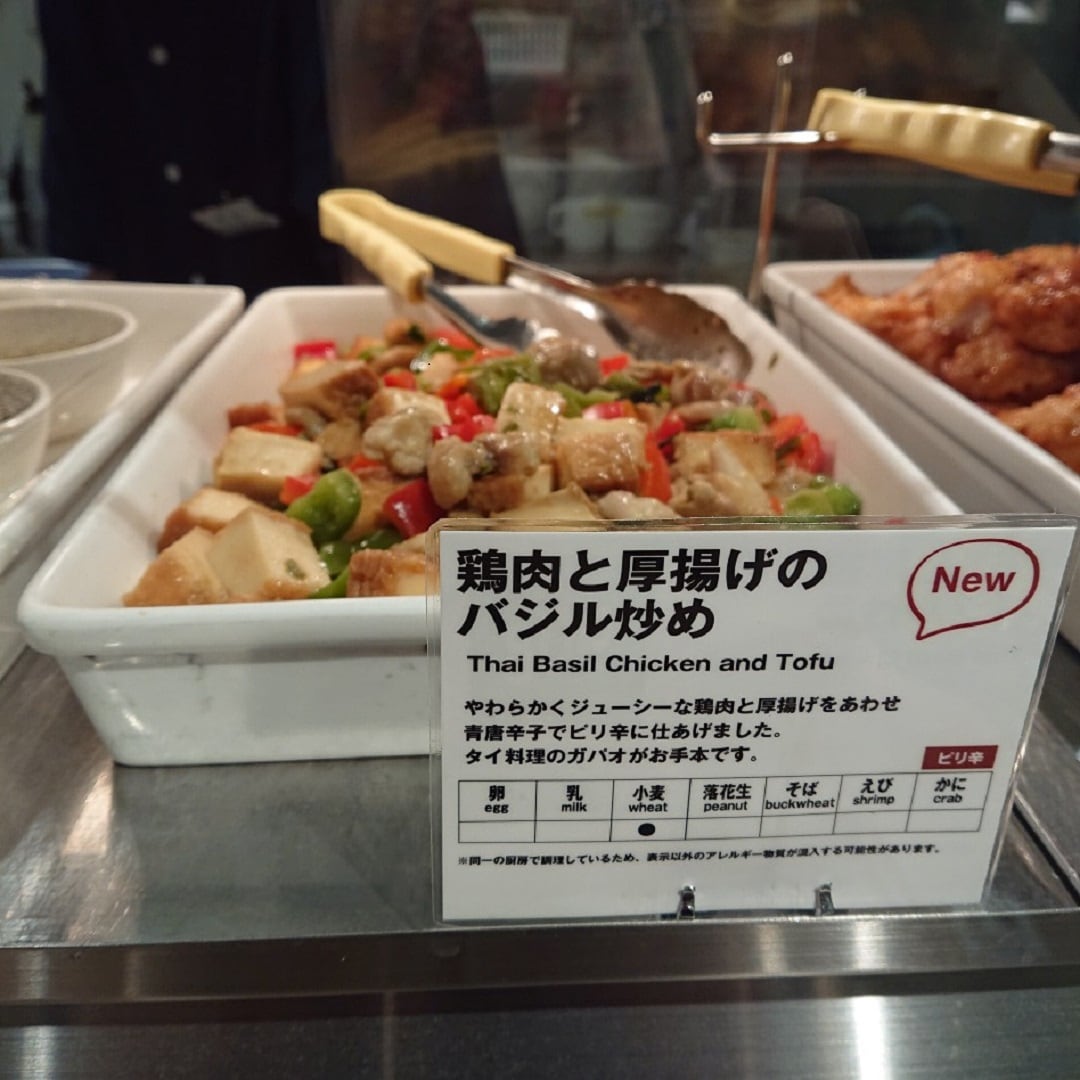 鶏肉と厚揚げの
バジル炒め
New
Thai Basil Chicken and Tofu
やわらかくジューシーな鶏肉と厚揚げをあわせ
青唐辛子でピリ辛に仕あげました。
タイ料理のガパオがお手本です。
ピリ辛
卵 乳 小麦 落花生 そば えび かに
egg milk wheat peanut buckwheat shrimp crab
●
※同一の厨房で調理しているため、表示以外のアレルギー物質が混入する可能性があります。